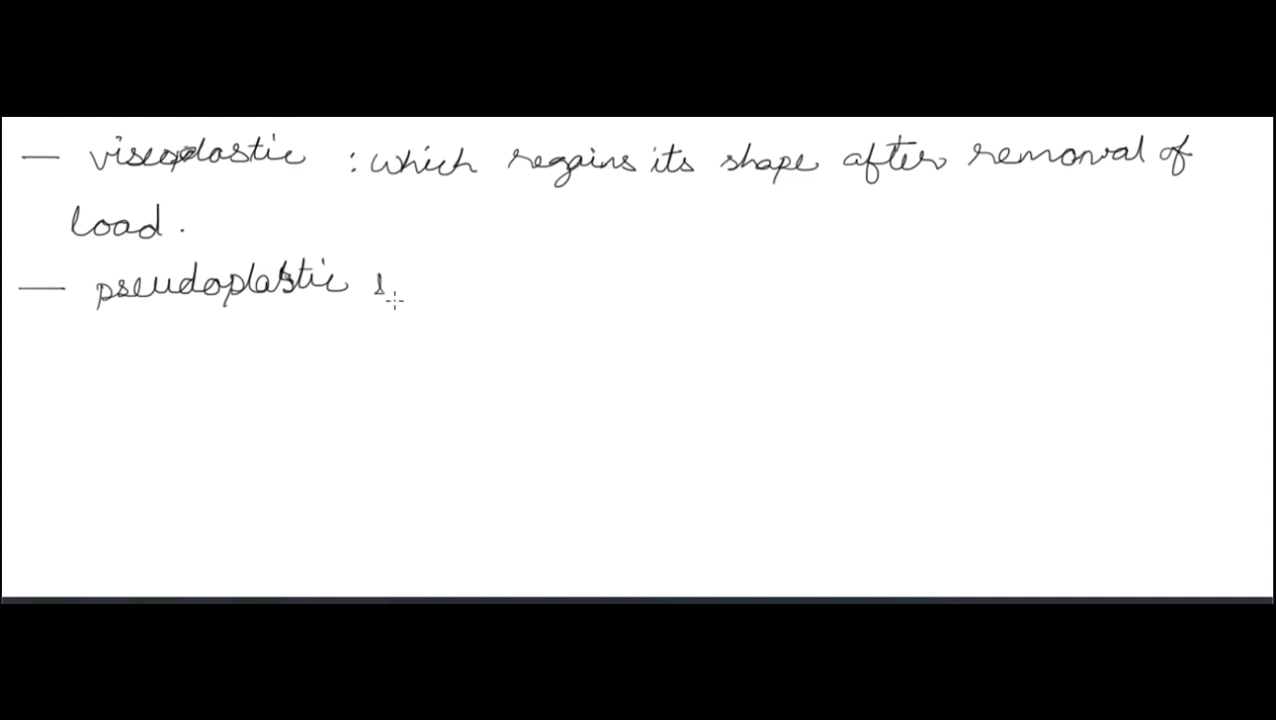 — viscoplastic : which regains its shape after removal of
load.
— pseudoplastic s